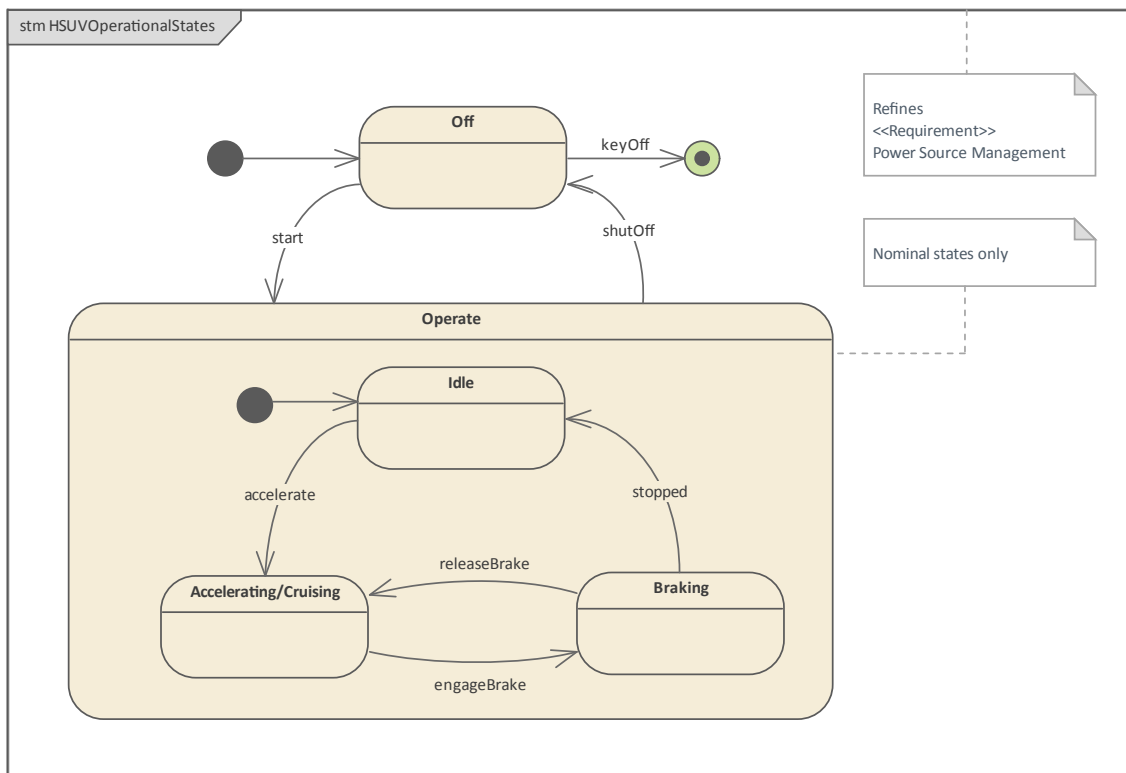 stm HSUVOperationalStates
Off
keyOff
Refines
<<Requirement>>
Power Source Management
start
shutOff
Nominal states only
Operate
Idle
accelerate
stopped
releaseBrake
Accelerating/Cruising
Braking
engageBrake